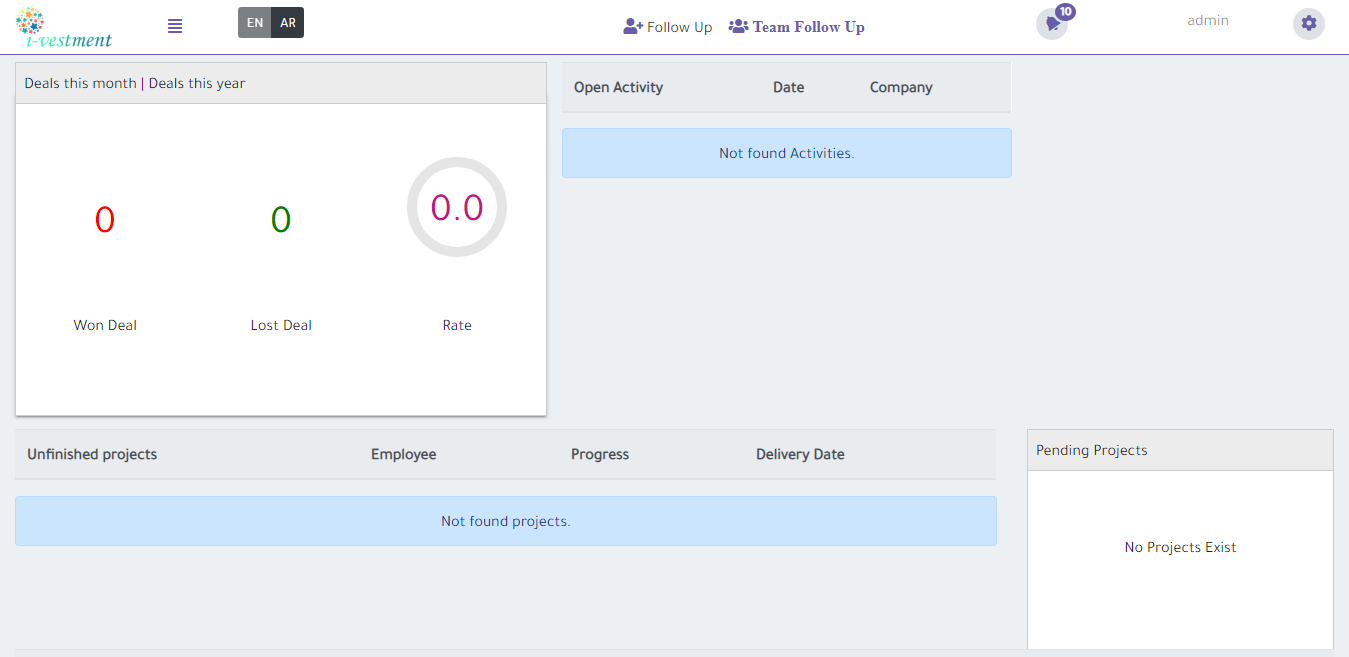 i-vestment
EN AR
Follow Up
Team Follow Up
10
admin
Deals this month | Deals this year
0
Won Deal
0
Lost Deal
0.0
Rate
Open Activity Date Company
Not found Activities.
Unfinished projects Employee Progress Delivery Date
Not found projects.
Pending Projects
No Projects Exist